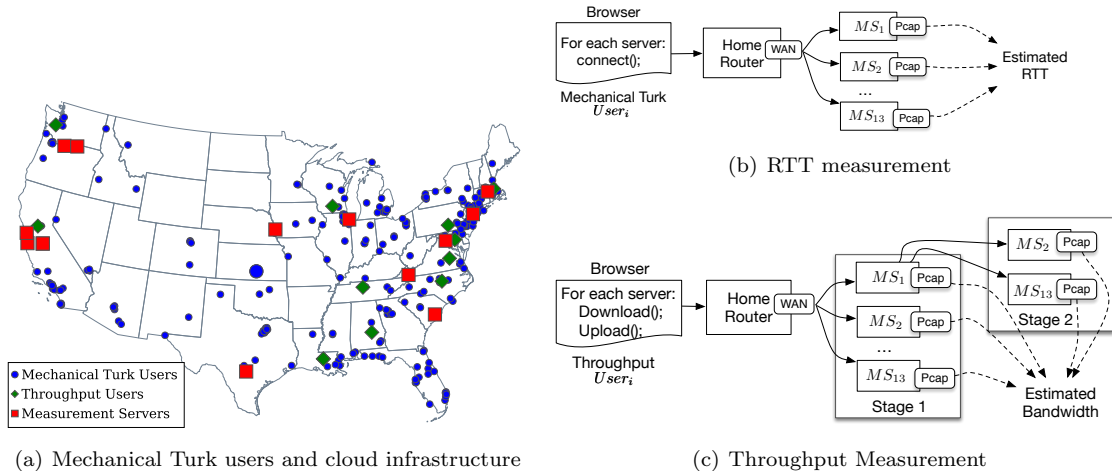 Mechanical Turk Users
Throughput Users
Measurement Servers
(a) Mechanical Turk users and cloud infrastructure
Browser
For each server:
connect();
Mechanical Turk
User_i
Home
Router
WAN
MS_1
Pcap
MS_2
Pcap
...
MS_13
Pcap
Estimated
RTT
(b) RTT measurement
Browser
For each server:
Download();
Upload();
Throughput
User_i
Home
Router
WAN
MS_1
Pcap
MS_2
Pcap
...
MS_13
Pcap
Stage 1
MS_2
Pcap
MS_13
Pcap
Stage 2
Estimated
Bandwidth
(c) Throughput Measurement